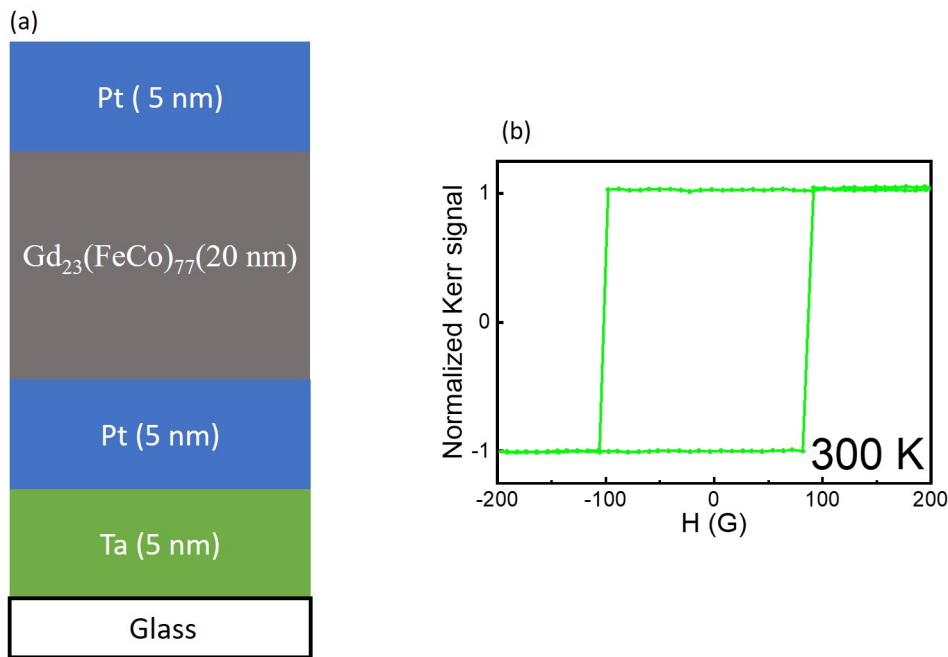 (a)
Pt ( 5 nm)
Gd₂₃(FeCo)₇₇(20 nm)
Pt (5 nm)
Ta (5 nm)
Glass
(b)
Normalized Kerr signal
1
0
-1
300 K
-200
-100
0
100
200
H (G)